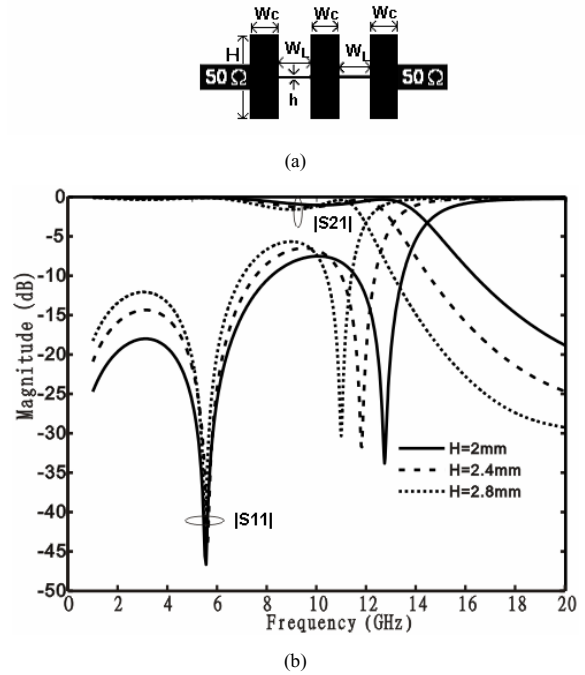 Wc Wc Wc
H WL WL
50Ω 50Ω
h
(a)
0
-5
-10
-15
-20
-25
-30
-35
-40
-45
-50
Magnitude (dB)
|S21|
H=2mm
H=2.4mm
H=2.8mm
|S11|
0 2 4 6 8 10 12 14 16 18 20
Frequency (GHz)
(b)